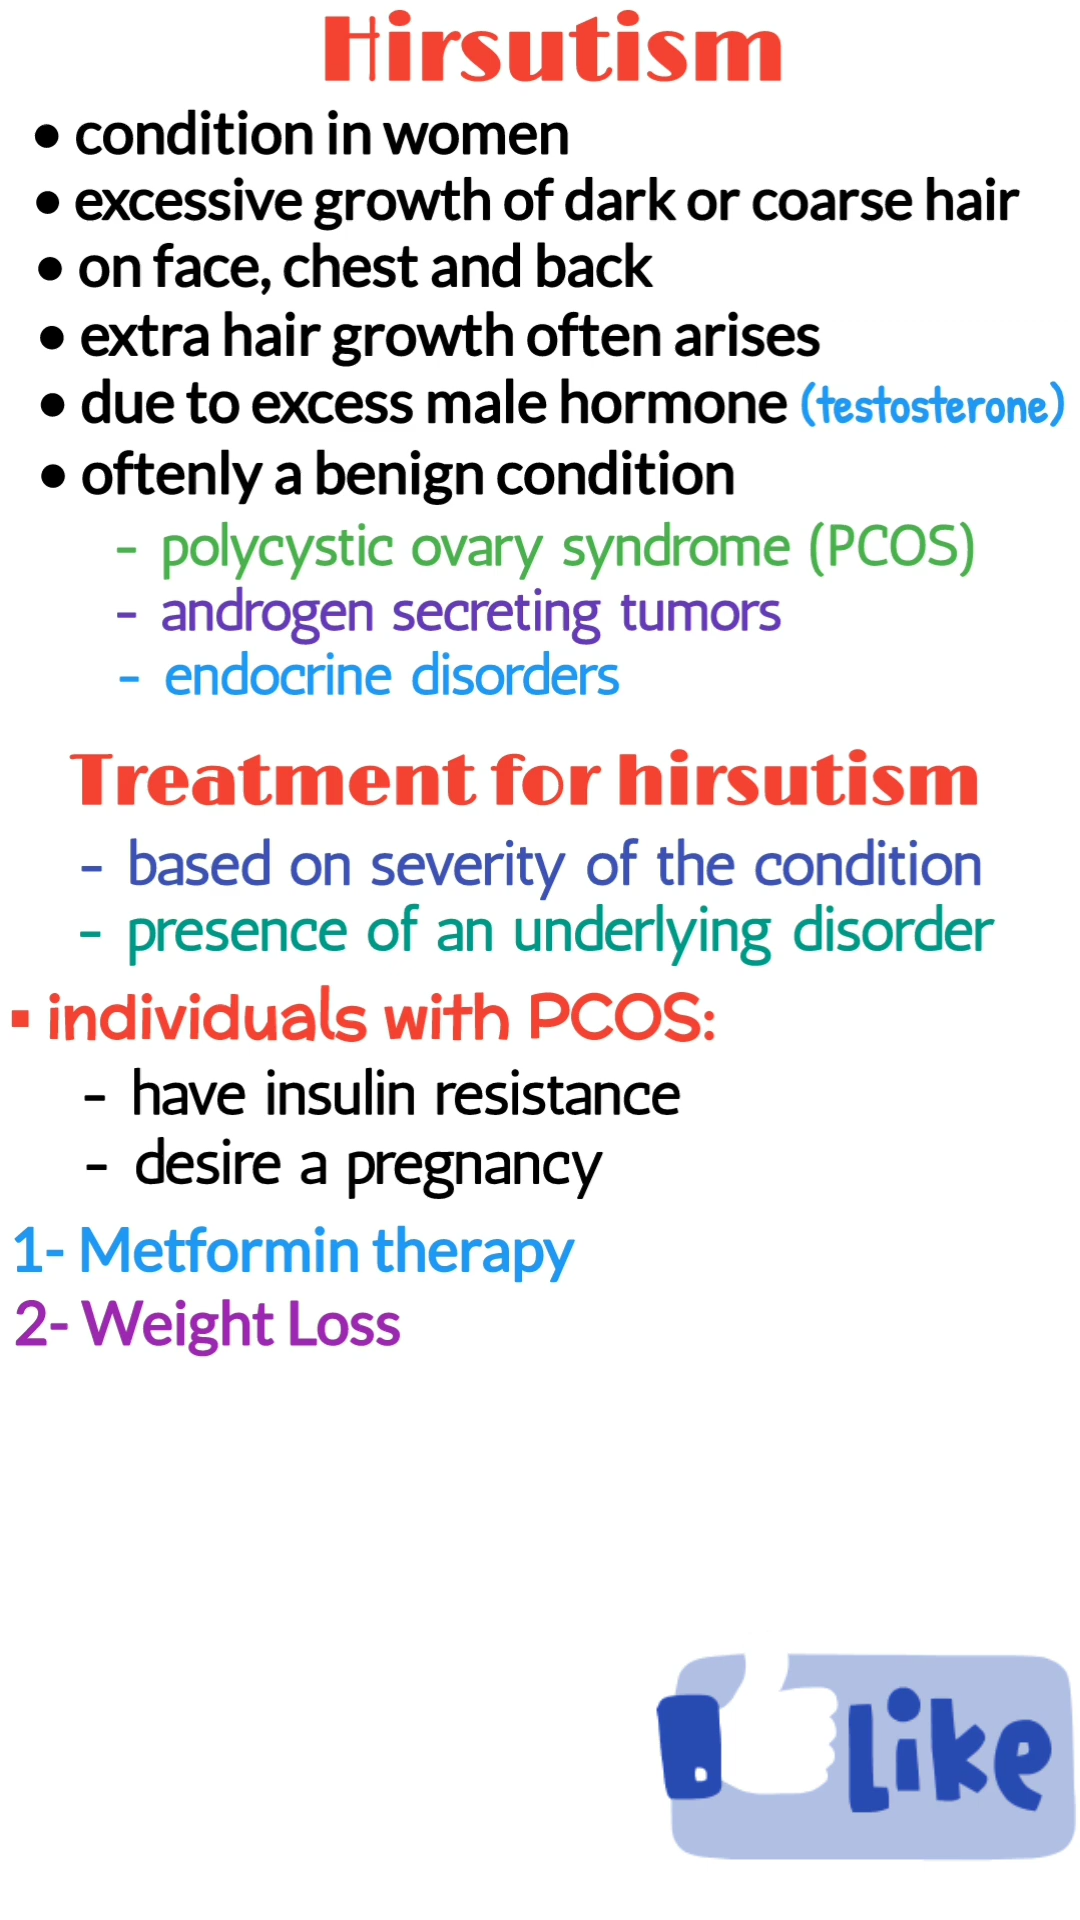 Hirsutism
• condition in women
• excessive growth of dark or coarse hair
• on face, chest and back
• extra hair growth often arises
• due to excess male hormone (testosterone)
• oftenly a benign condition
- polycystic ovary syndrome (PCOS)
- androgen secreting tumors
- endocrine disorders
Treatment for hirsutism
- based on severity of the condition
- presence of an underlying disorder
▪ individuals with PCOS:
- have insulin resistance
- desire a pregnancy
1- Metformin therapy
2- Weight Loss
Like